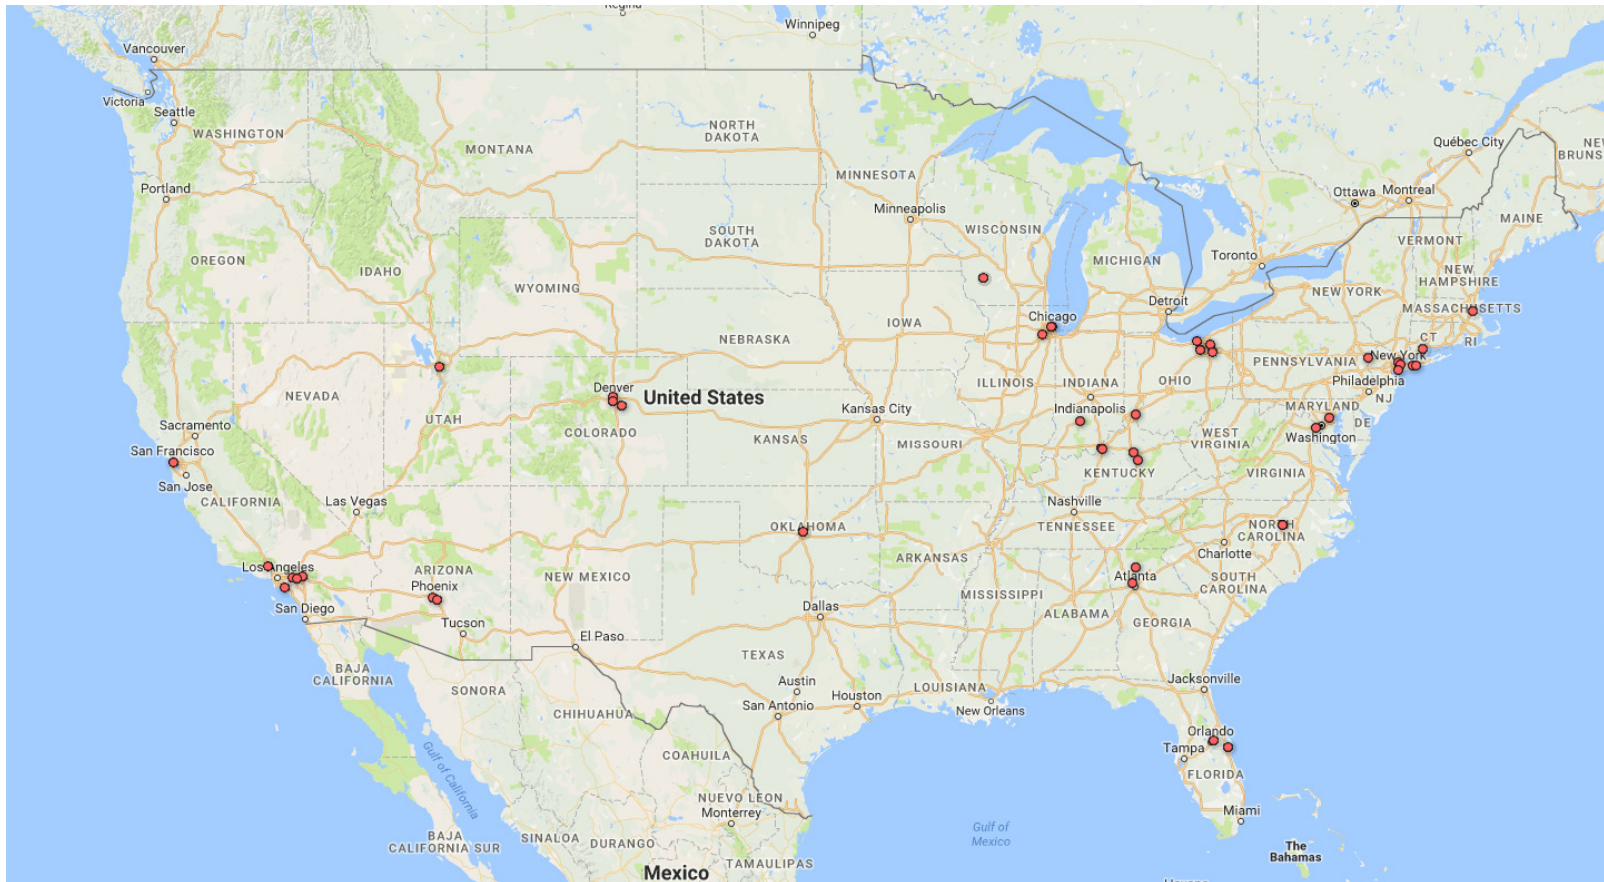 Regina
Winnipeg
Vancouver
Victoria
Seattle
WASHINGTON
MONTANA
NORTH
DAKOTA
MINNESOTA
Québec City
Portland
Minneapolis
Ottawa
Montreal
MAINE
SOUTH
DAKOTA
WISCONSIN
OREGON
IDAHO
WYOMING
MICHIGAN
Toronto
VERMONT
NEW
HAMPSHIRE
NEW YORK
MASSACHUSETTS
Detroit
Chicago
IOWA
NEBRASKA
CT
RI
PENNSYLVANIA
New York
Philadelphia
NJ
NEVADA
UTAH
Denver
United States
COLORADO
ILLINOIS
INDIANA
OHIO
Indianapolis
MARYLAND
DE
Kansas City
Sacramento
San Francisco
San Jose
CALIFORNIA
KANSAS
MISSOURI
WEST
VIRGINIA
Washington
KENTUCKY
VIRGINIA
Las Vegas
Nashville
TENNESSEE
OKLAHOMA
NORTH
CAROLINA
Charlotte
ARKANSAS
Los Angeles
ARIZONA
Phoenix
NEW MEXICO
Atlanta
SOUTH
CAROLINA
San Diego
Tucson
Dallas
MISSISSIPPI
ALABAMA
GEORGIA
El Paso
TEXAS
BAJA
CALIFORNIA
SONORA
Austin
Houston
LOUISIANA
Jacksonville
San Antonio
New Orleans
CHIHUAHUA
Orlando
Tampa
Gulf of California
COAHUILA
FLORIDA
NUEVO LEON
Monterrey
Miami
BAJA
CALIFORNIA SUR
SINALOA
DURANGO
Gulf of
Mexico
The
Bahamas
TAMAULIPAS
Mexico